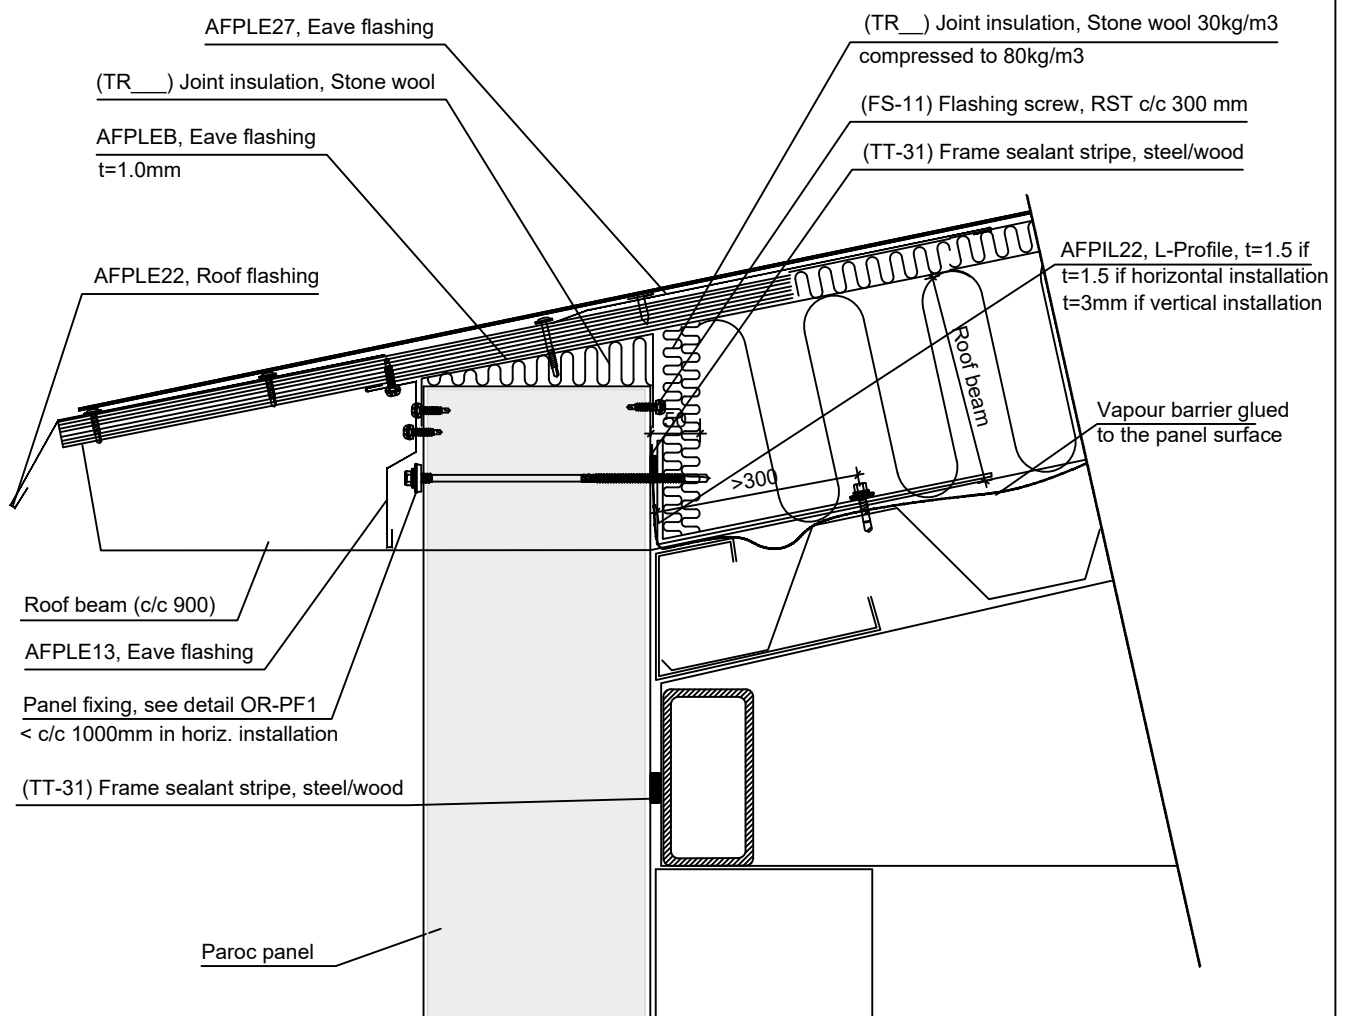 AFPLE27, Eave flashing
(TR___) Joint insulation, Stone wool
AFPLEB, Eave flashing
t=1.0mm
AFPLE22, Roof flashing
(TR__) Joint insulation, Stone wool 30kg/m3
compressed to 80kg/m3
(FS-11) Flashing screw, RST c/c 300 mm
(TT-31) Frame sealant stripe, steel/wood
AFPIL22, L-Profile, t=1.5 if
t=1.5 if horizontal installation
t=3mm if vertical installation
Roof beam
Vapour barrier glued
to the panel surface
50
>300
Roof beam (c/c 900)
AFPLE13, Eave flashing
Panel fixing, see detail OR-PF1
< c/c 1000mm in horiz. installation
(TT-31) Frame sealant stripe, steel/wood
Paroc panel